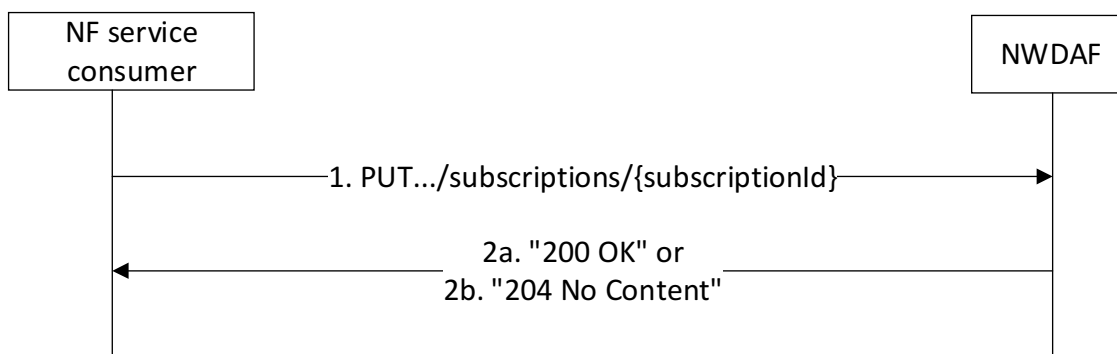 NF service
consumer
NWDAF
1. PUT.../subscriptions/{subscriptionId}
2a. "200 OK" or
2b. "204 No Content"